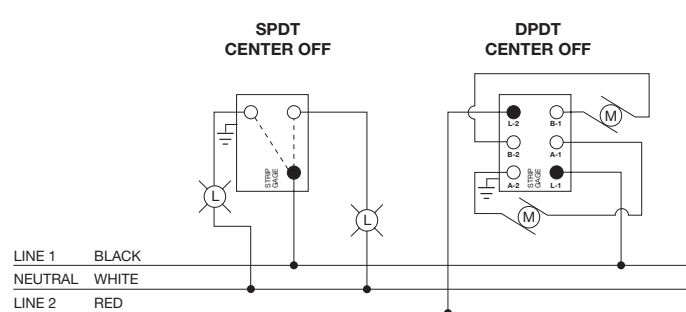 SPDT
CENTER OFF
DPDT
CENTER OFF
L-2 B-1
M
B-2 A-1
STRIP
GAGE
STRIP
GAGE
A-2 L-1
L
L
M
LINE 1 BLACK
NEUTRAL WHITE
LINE 2 RED